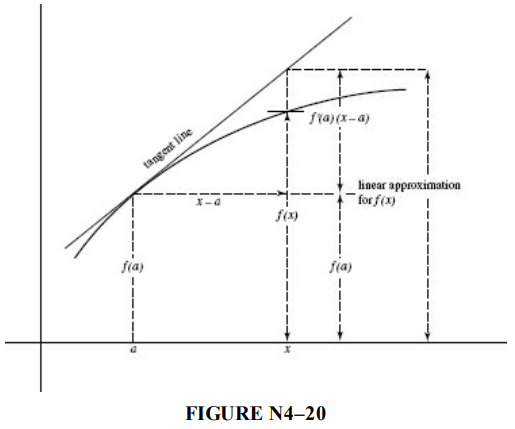 tangent line
f'(a)(x – a)
linear approximation
for f(x)
x – a
f(x)
f(a)
f(a)
a
x
FIGURE N4–20